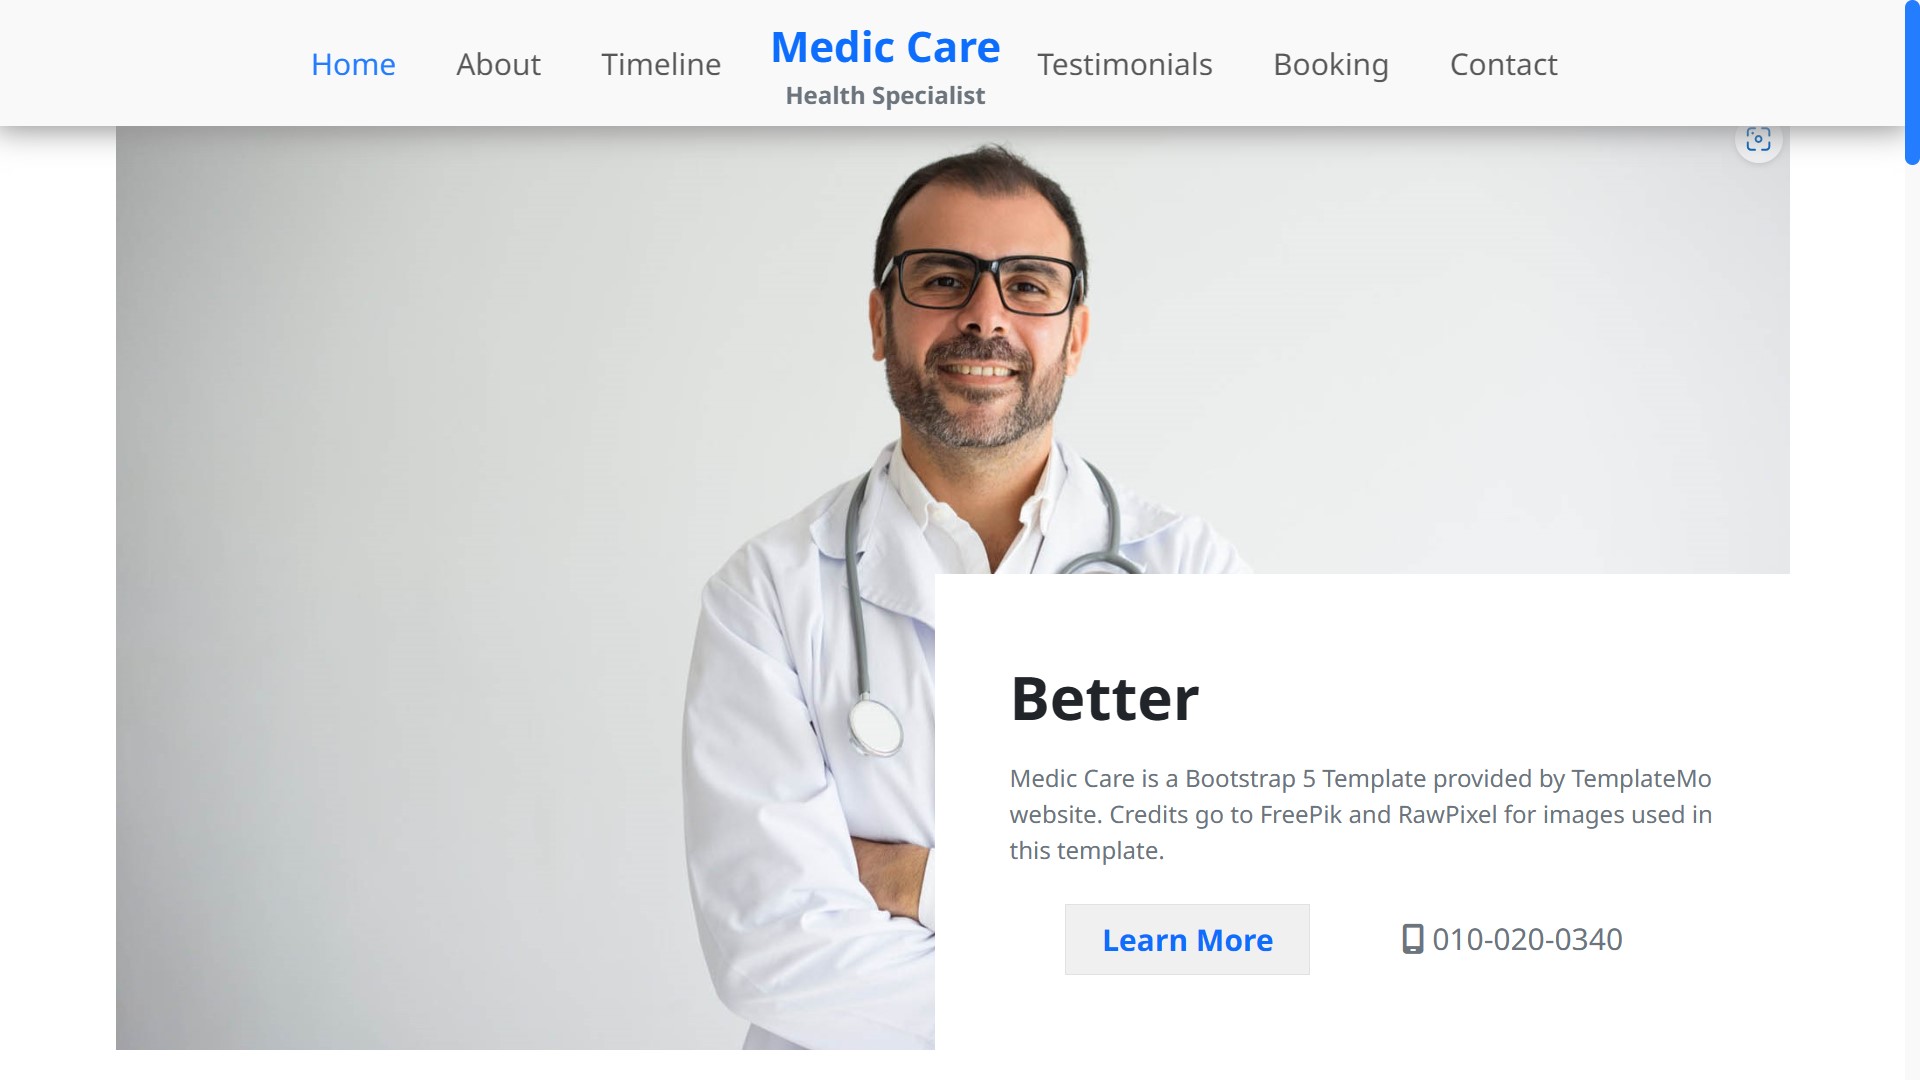 Home
About
Timeline
Medic Care
Health Specialist
Testimonials
Booking
Contact
Better
Medic Care is a Bootstrap 5 Template provided by TemplateMo
website. Credits go to FreePik and RawPixel for images used in
this template.
Learn More
010-020-0340